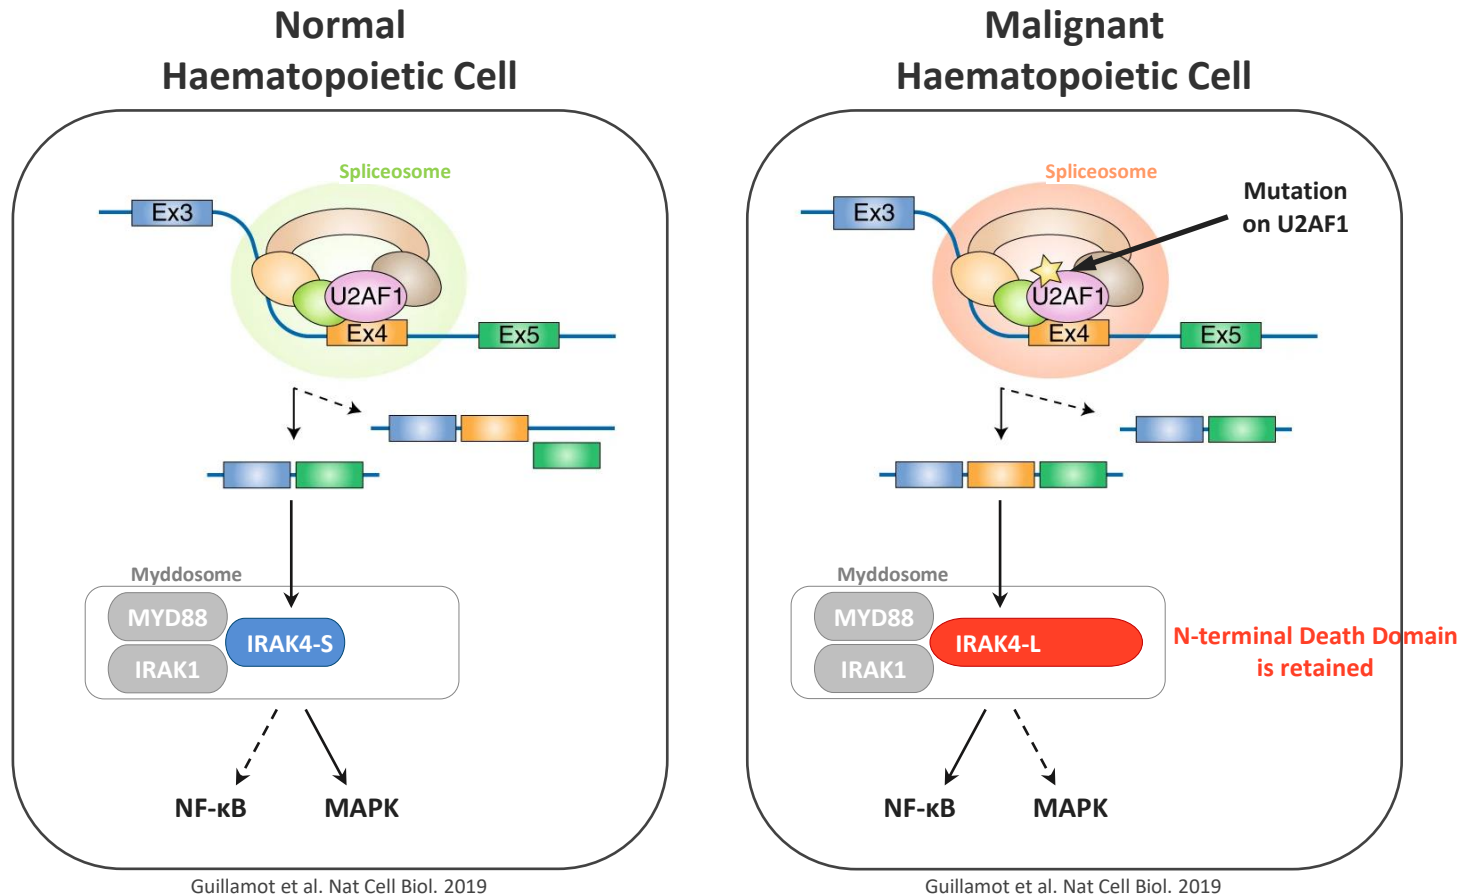 Normal
Haematopoietic Cell
Spliceosome
Ex3
U2AF1
Ex4
Ex5
Myddosome
MYD88
IRAK4-S
IRAK1
NF-κB
MAPK
Guillamot et al. Nat Cell Biol. 2019
Malignant
Haematopoietic Cell
Spliceosome
Mutation
on U2AF1
Ex3
U2AF1
Ex4
Ex5
Myddosome
MYD88
IRAK4-L
IRAK1
N-terminal Death Domain
is retained
NF-κB
MAPK
Guillamot et al. Nat Cell Biol. 2019